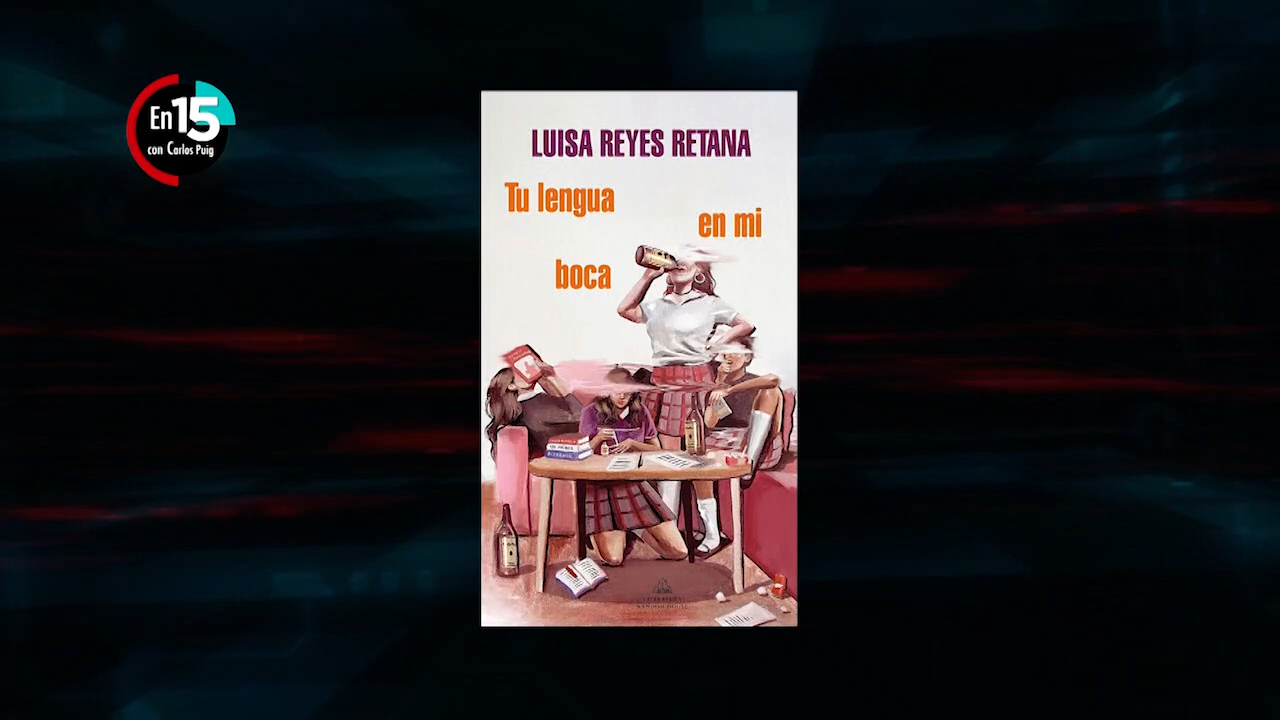 En 15
con Carlos Puig
LUISA REYES RETANA
Tu lengua
en mi
boca